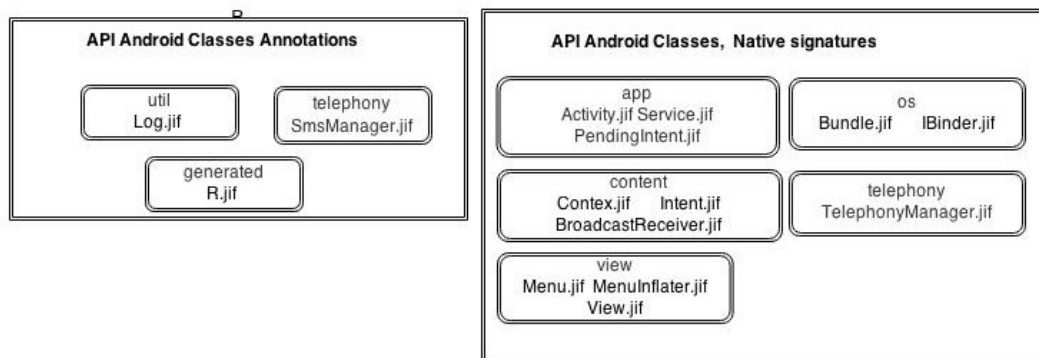 API Android Classes Annotations
util
Log.jif
telephony
SmsManager.jif
generated
R.jif
API Android Classes, Native signatures
app
Activity.jif Service.jif
PendingIntent.jif
os
Bundle.jif IBinder.jif
content
Contex.jif Intent.jif
BroadcastReceiver.jif
telephony
TelephonyManager.jif
view
Menu.jif MenuInflater.jif
View.jif